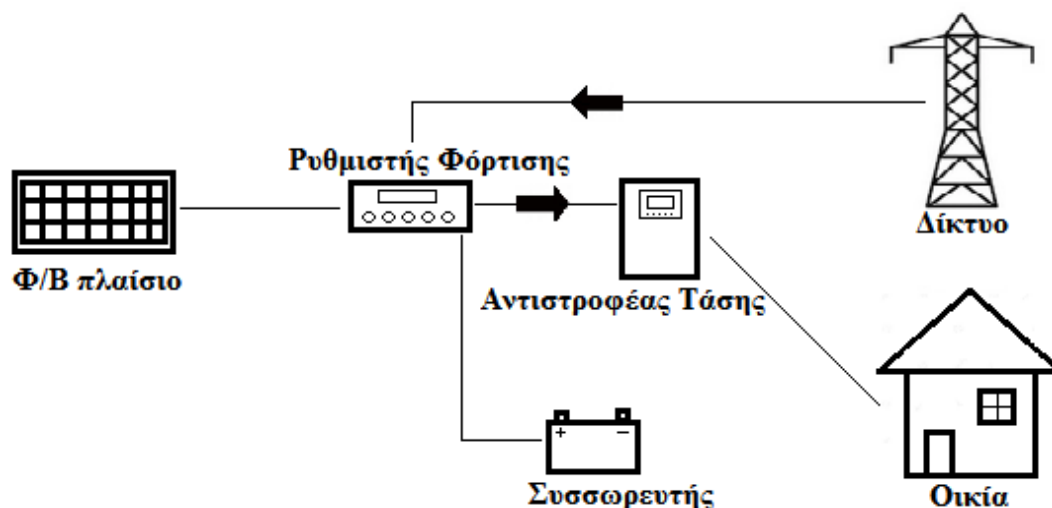 Ρυθμιστής Φόρτισης
Δίκτυο
Φ/Β πλαίσιο
Αντιστροφέας Τάσης
+ −
Συσσωρευτής
Οικία